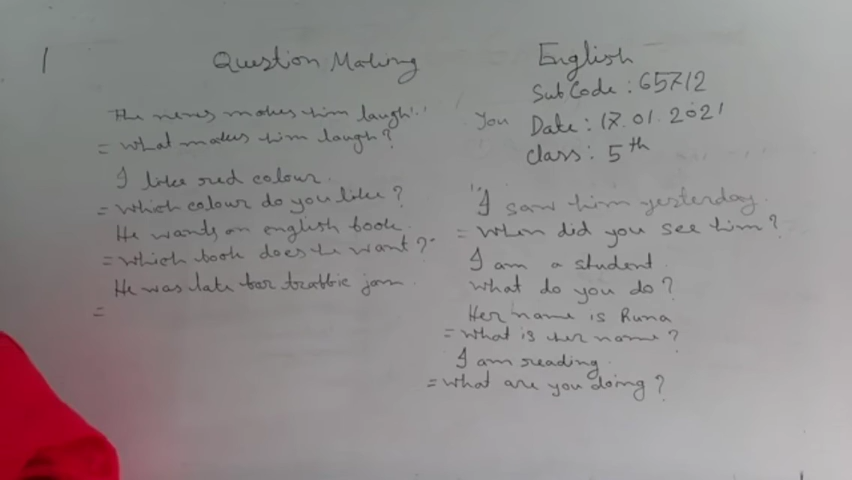 1
Question Making
English
Sub Code : 65712
You Date : 17.01.2021
Class : 5th
The news makes him laugh.
= What makes him laugh?
I like red colour.
= Which colour do you like?
He wants an english book.
= Which book does he want?
He was late for traffic jam
=
I saw him yesterday.
= When did you see him?
I am a student.
What do you do?
Her name is Runa
= What is her name?
I am reading.
= What are you doing?